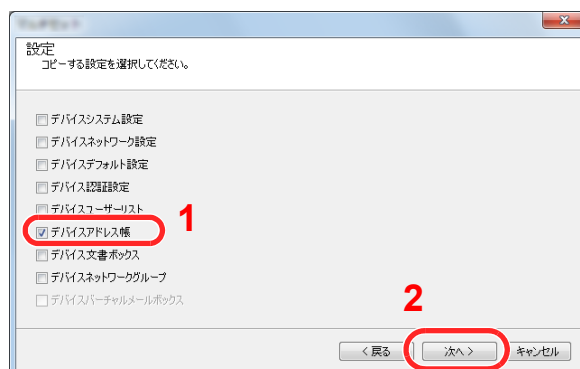 設定
コピーする設定を選択してください。
デバイスシステム設定
デバイスネットワーク設定
デバイスデフォルト設定
デバイス認証設定
デバイスユーザーリスト
1
デバイスアドレス帳
デバイス文書ボックス
デバイスネットワークグループ
デバイスバーチャルメールボックス
2
< 戻る
次へ >
キャンセル